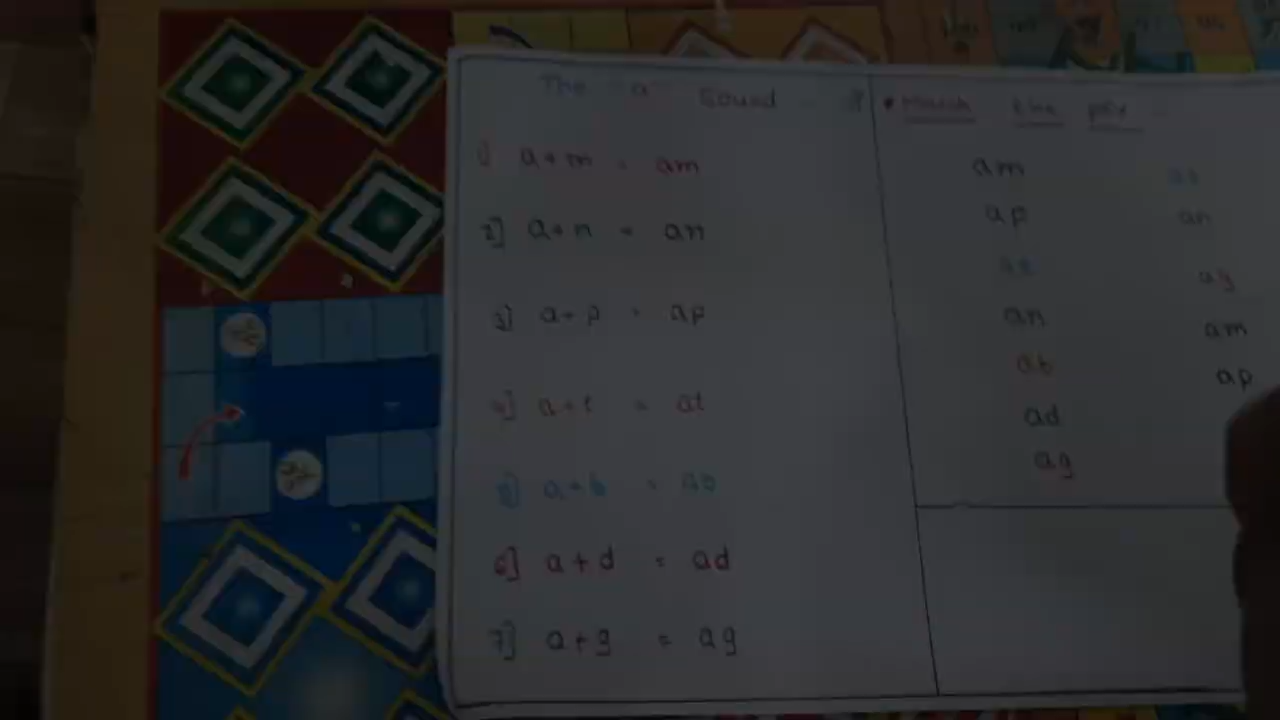 The "a" Sound
1) a+m = am
2] a+n = an
3] a+p = ap
4] a+t = at
5] a+b = ab
6] a+d = ad
7] a+g = ag
• Match the pair
am
ap an
ab ag
an am
at ap
ad
ag